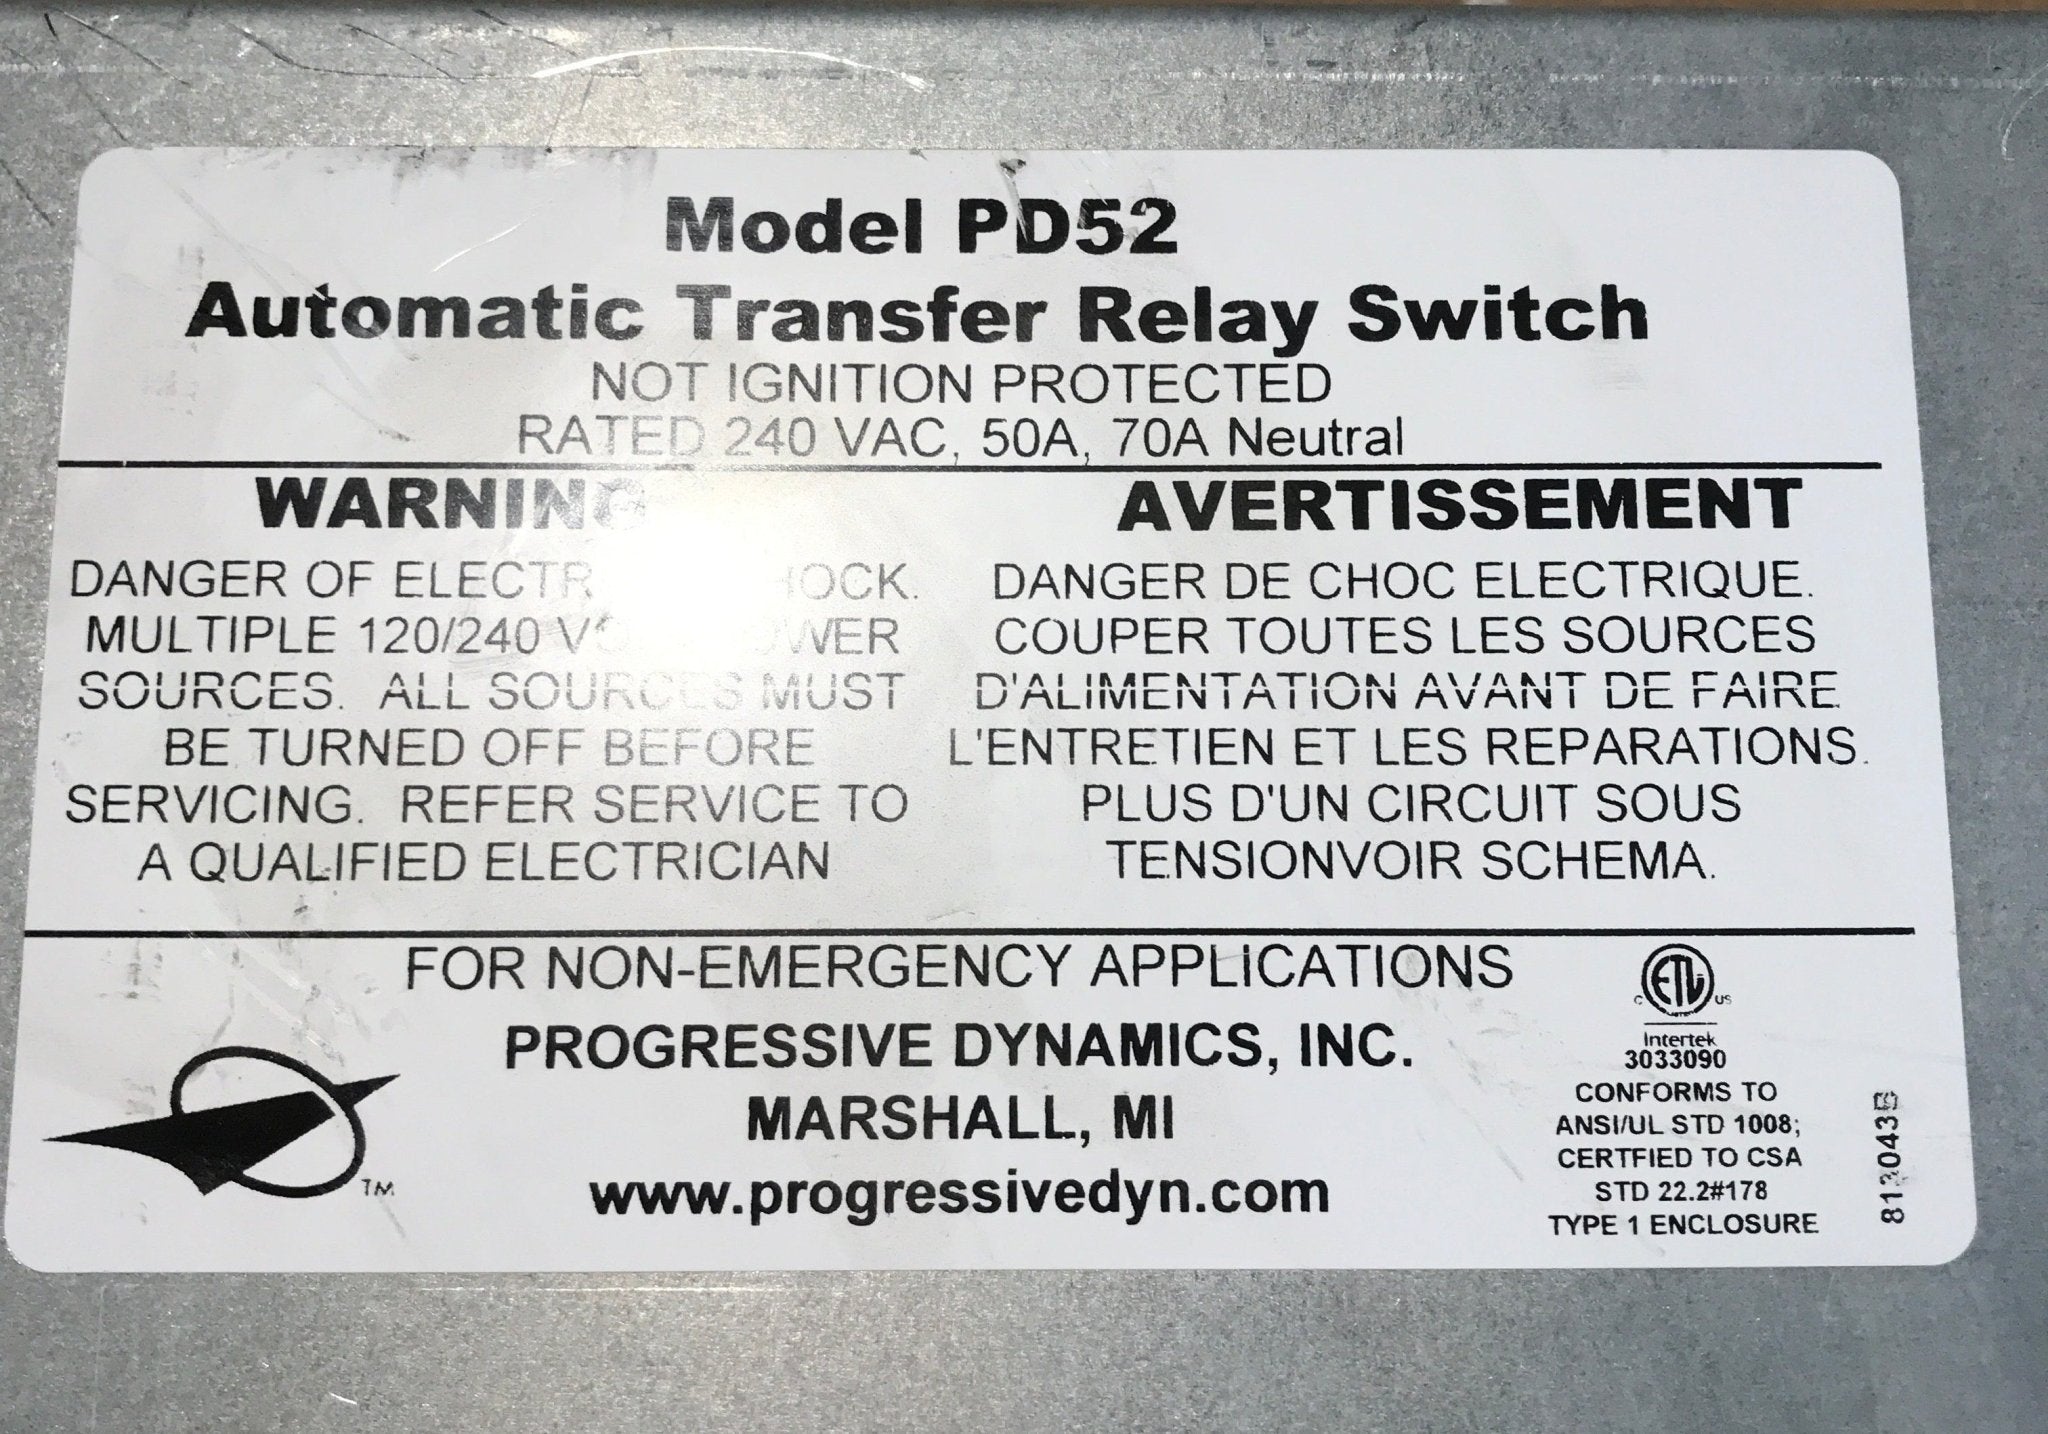 Model PD52
Automatic Transfer Relay Switch
NOT IGNITION PROTECTED
RATED 240 VAC, 50A, 70A Neutral
WARNING
DANGER OF
MULTIPLE 120/240
SOURCES. ALL SOURCES MUST
BE TURNED OFF BEFORE
SERVICING. REFER SERVICE TO
A QUALIFIED ELECTRICIAN
AVERTISSEMENT
DANGER DE CHOC ELECTRIQUE.
COUPER TOUTES LES SOURCES
D'ALIMENTATION AVANT DE FAIRE
L'ENTRETIEN ET LES REPARATIONS.
PLUS D'UN CIRCUIT SOUS
TENSIONVOIR SCHEMA.
FOR NON-EMERGENCY APPLICATIONS
PROGRESSIVE DYNAMICS, INC.
MARSHALL, MI
www.progressivedyn.com
TM
C ETL US
Intertek
3033090
CONFORMS TO
ANSI/UL STD 1008;
CERTFIED TO CSA
STD 22.2#178
TYPE 1 ENCLOSURE